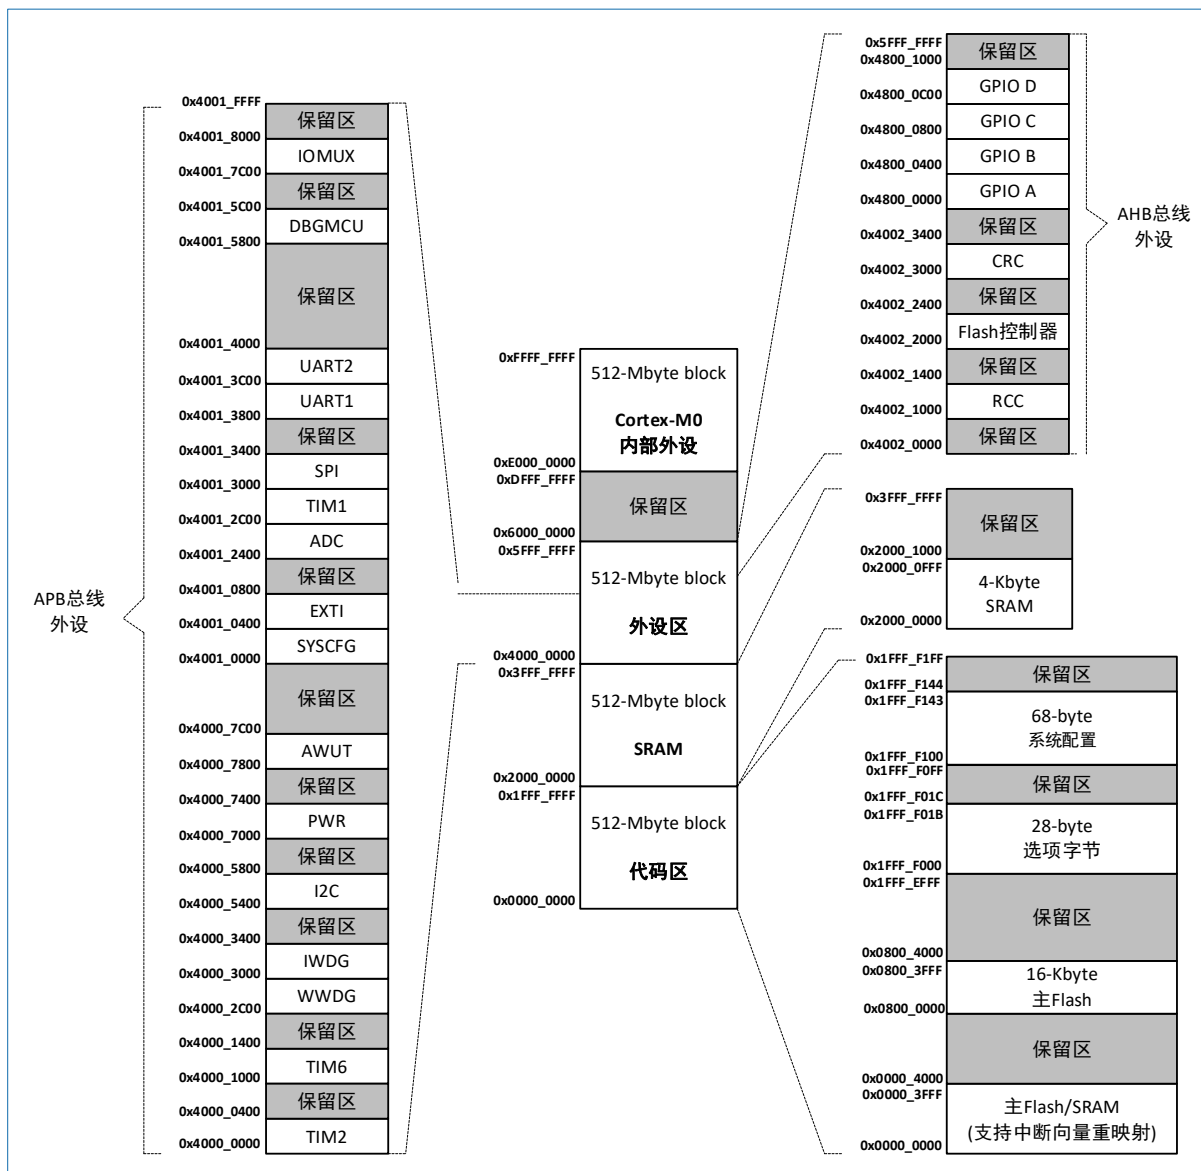 0x4001_FFFF
保留区
0x4001_8000
IOMUX
0x4001_7C00
保留区
0x4001_5C00
DBGMCU
0x4001_5800
保留区
0x4001_4000
UART2
0x4001_3C00
UART1
0x4001_3800
保留区
0x4001_3400
SPI
0x4001_3000
TIM1
0x4001_2C00
ADC
0x4001_2400
保留区
0x4001_0800
EXTI
0x4001_0400
SYSCFG
0x4001_0000
保留区
0x4000_7C00
AWUT
0x4000_7800
保留区
0x4000_7400
PWR
0x4000_7000
保留区
0x4000_5800
I2C
0x4000_5400
保留区
0x4000_3400
IWDG
0x4000_3000
WWDG
0x4000_2C00
保留区
0x4000_1400
TIM6
0x4000_1000
保留区
0x4000_0400
TIM2
0x4000_0000
APB总线
外设
0xFFFF_FFFF
512-Mbyte block
Cortex-M0
内部外设
0xE000_0000
0xDFFF_FFFF
保留区
0x6000_0000
0x5FFF_FFFF
512-Mbyte block
外设区
0x4000_0000
0x3FFF_FFFF
512-Mbyte block
SRAM
0x2000_0000
0x1FFF_FFFF
512-Mbyte block
代码区
0x0000_0000
0x5FFF_FFFF
保留区
0x4800_1000
GPIO D
0x4800_0C00
GPIO C
0x4800_0800
GPIO B
0x4800_0400
GPIO A
0x4800_0000
保留区
0x4002_3400
CRC
0x4002_3000
保留区
0x4002_2400
Flash控制器
0x4002_2000
保留区
0x4002_1400
RCC
0x4002_1000
保留区
0x4002_0000
AHB总线
外设
0x3FFF_FFFF
保留区
0x2000_1000
0x2000_0FFF
4-Kbyte
SRAM
0x2000_0000
0x1FFF_F1FF
保留区
0x1FFF_F144
0x1FFF_F143
68-byte
系统配置
0x1FFF_F100
0x1FFF_F0FF
保留区
0x1FFF_F01C
0x1FFF_F01B
28-byte
选项字节
0x1FFF_F000
0x1FFF_EFFF
保留区
0x0800_4000
0x0800_3FFF
16-Kbyte
主Flash
0x0800_0000
保留区
0x0000_4000
0x0000_3FFF
主Flash/SRAM
(支持中断向量重映射)
0x0000_0000